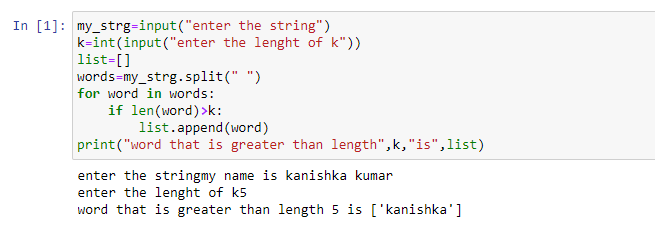 In [1]: my_strg=input("enter the string")
k=int(input("enter the lenght of k"))
list=[]
words=my_strg.split(" ")
for word in words:
    if len(word)>k:
        list.append(word)
print("word that is greater than length",k,"is",list)
enter the stringmy name is kanishka kumar
enter the lenght of k5
word that is greater than length 5 is ['kanishka']